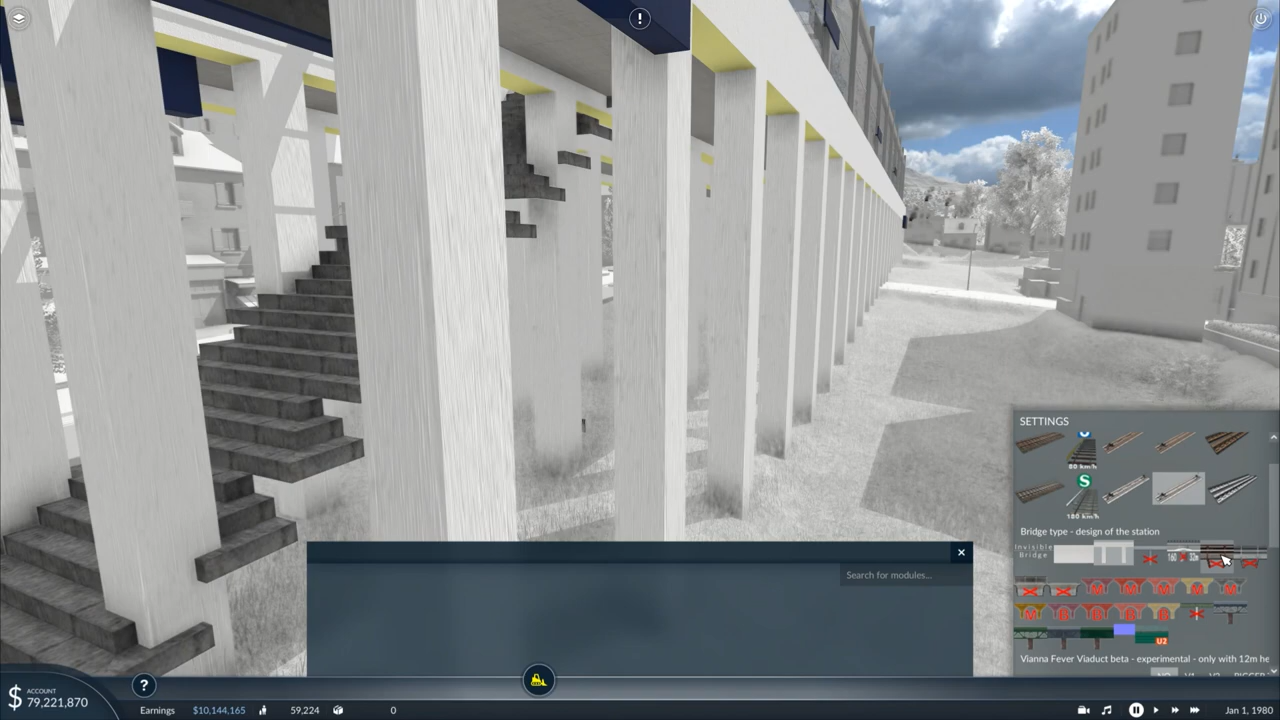 SETTINGS
80 km/h
S
180 km/h
Bridge type - design of the station
Invisible
Bridge
160
32m
M M M M M
M B B B B
U2
Vianna Fever Viaduct beta - experimental - only with 12m he
Search for modules...
$ ACCOUNT
79,221,870
?
!
Earnings $10,144,165 59,224 0
Jan 1, 1980